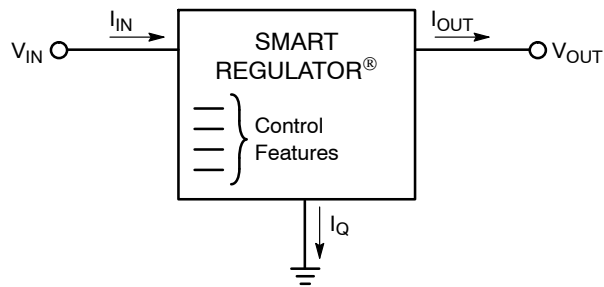 I_IN
I_OUT
V_IN
SMART
REGULATOR®
V_OUT
Control
Features
I_Q